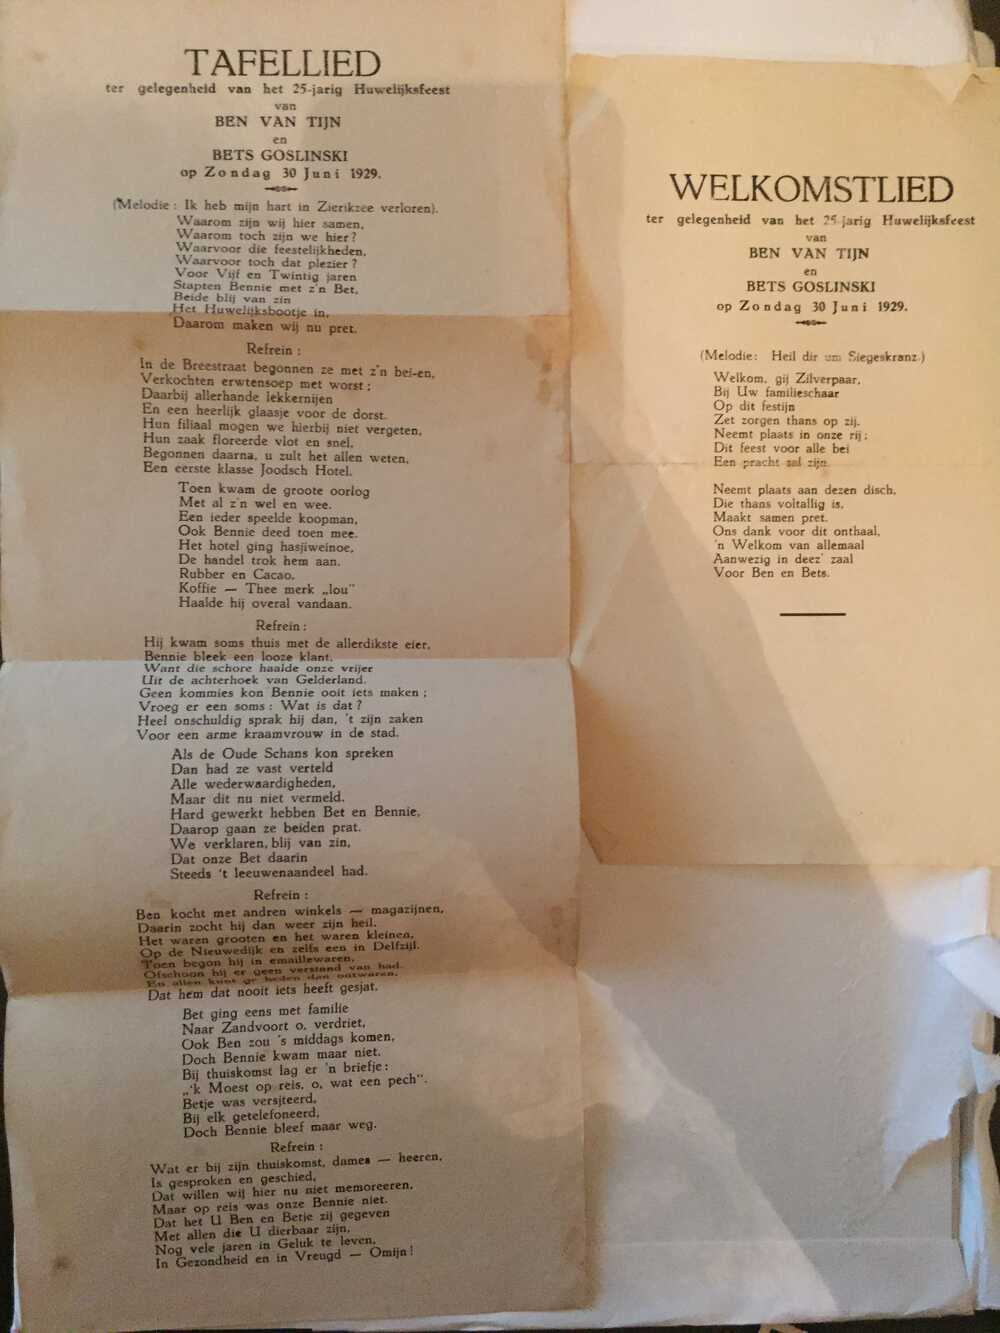 TAFELLIED
ter gelegenheid van het 25-jarig Huwelijksfeest
van
BEN VAN TIJN
en
BETS GOSLINSKI
op Zondag 30 Juni 1929.
(Melodie: Ik heb mijn hart in Zierikzee verloren).
Waarom zijn wij hier samen,
Waarom toch zijn we hier?
Waarvoor die feestelijkheden,
Waarvoor toch dat plezier?
Voor Vijf en Twintig jaren
Stapten Bennie met z'n Bet,
Beide blij van zin
Het Huwelijksbootje in,
Daarom maken wij nu pret.
Refrein:
In de Breestraat begonnen ze met z'n bei-en,
Verkochten erwtensoep met worst;
Daarbij allerhande lekkernijen
En een heerlijk glaasje voor de dorst.
Hun filiaal mogen we hierbij niet vergeten,
Hun zaak floreerde vlot en snel,
Begonnen daarna, u zult het allen weten,
Een eerste klasse Joodsch Hotel.
Toen kwam de groote oorlog
Met al z'n wel en wee.
Een ieder speelde koopman,
Ook Bennie deed toen mee.
Het hotel ging hasjiweinoe,
De handel trok hem aan.
Rubber en Cacao,
Koffie — Thee merk „lou"
Haalde hij overal vandaan.
Refrein:
Hij kwam soms thuis met de allerdikste eier,
Bennie bleek een looze klant,
Want die schore haalde onze vrijer
Uit de achterhoek van Gelderland.
Geen kommies kon Bennie ooit iets maken;
Vroeg er een soms: Wat is dat?
Heel onschuldig sprak hij dan, 't zijn zaken
Voor een arme kraamvrouw in de stad.
Als de Oude Schans kon spreken
Dan had ze vast verteld
Alle wederwaardigheden,
Maar dit nu niet vermeld.
Hard gewerkt hebben Bet en Bennie,
Daarop gaan ze beiden prat.
We verklaren, blij van zin,
Dat onze Bet daarin
Steeds 't leeuwenaandeel had.
Refrein:
Ben kocht met andren winkels — magazijnen,
Daarin zocht hij dan weer zijn heil.
Het waren grooten en het waren kleinen,
Op de Nieuwedijk en zelfs een in Delfzijl.
Toen begon hij in emaillewaren,
Ofschoon hij er geen verstand van had.
En allen kunt ge heden dan ontwaren,
Dat hem dat nooit iets heeft gesjat.
Bet ging eens met familie
Naar Zandvoort o, verdriet,
Ook Ben zou 's middags komen,
Doch Bennie kwam maar niet.
Bij thuiskomst lag er 'n briefje:
„'k Moest op reis, o, wat een pech".
Betje was versjteerd,
Bij elk getelefoneerd,
Doch Bennie bleef maar weg.
Refrein:
Wat er bij zijn thuiskomst, dames — heeren,
Is gesproken en geschied,
Dat willen wij hier nu niet memoreeren,
Maar op reis was onze Bennie niet.
Dat het U Ben en Betje zij gegeven
Met allen die U dierbaar zijn,
Nog vele jaren in Geluk te leven,
In Gezondheid en in Vreugd — Omijn!
WELKOMSTLIED
ter gelegenheid van het 25-jarig Huwelijksfeest
van
BEN VAN TIJN
en
BETS GOSLINSKI
op Zondag 30 Juni 1929.
(Melodie: Heil dir um Siegeskranz.)
Welkom, gij Zilverpaar,
Bij Uw familieschaar
Op dit festijn
Zet zorgen thans op zij.
Neemt plaats in onze rij;
Dit feest voor alle bei
Een pracht zal zijn.
Neemt plaats aan dezen disch,
Die thans voltallig is,
Maakt samen pret.
Ons dank voor dit onthaal,
'n Welkom van allemaal
Aanwezig in deez' zaal
Voor Ben en Bets.